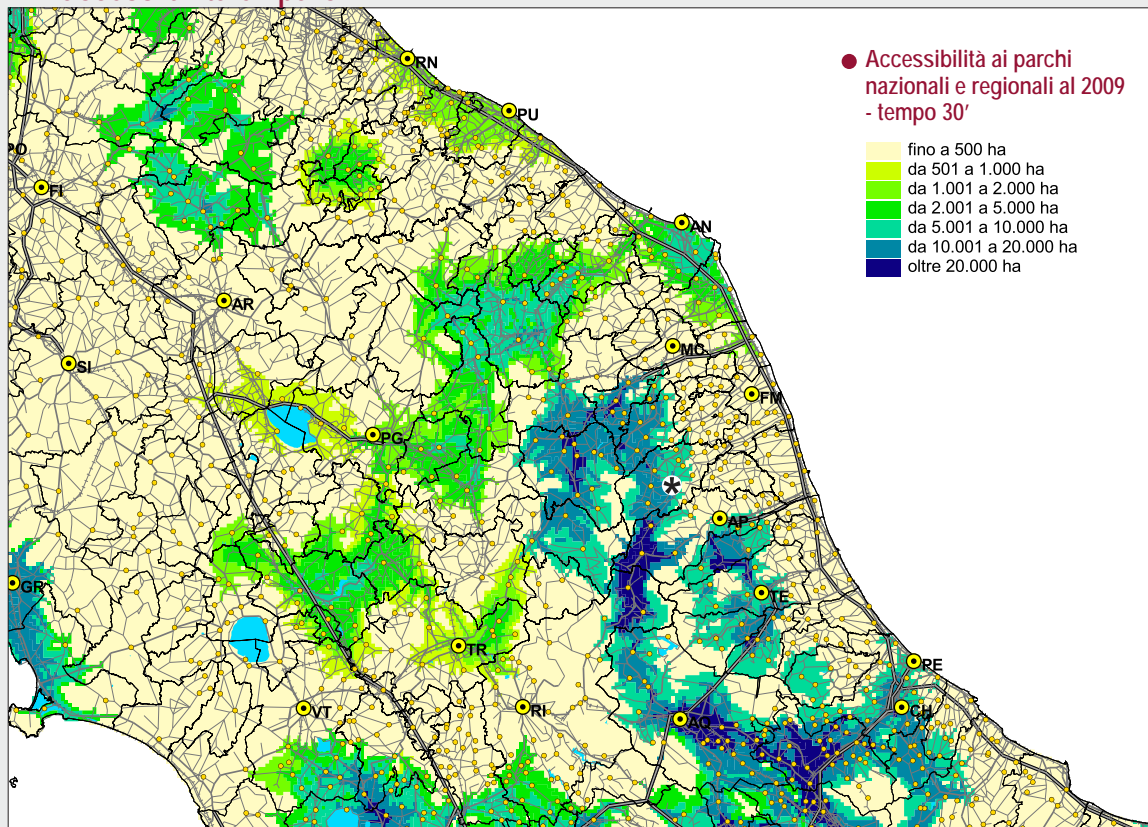 Accessibilità ai parchi
nazionali e regionali al 2009
- tempo 30'
fino a 500 ha
da 501 a 1.000 ha
da 1.001 a 2.000 ha
da 2.001 a 5.000 ha
da 5.001 a 10.000 ha
da 10.001 a 20.000 ha
oltre 20.000 ha
RN
PU
PO
FI
AN
AR
MC
SI
FM
PG
*
AP
GR
TE
TR
PE
VT
RI
AQ
CH